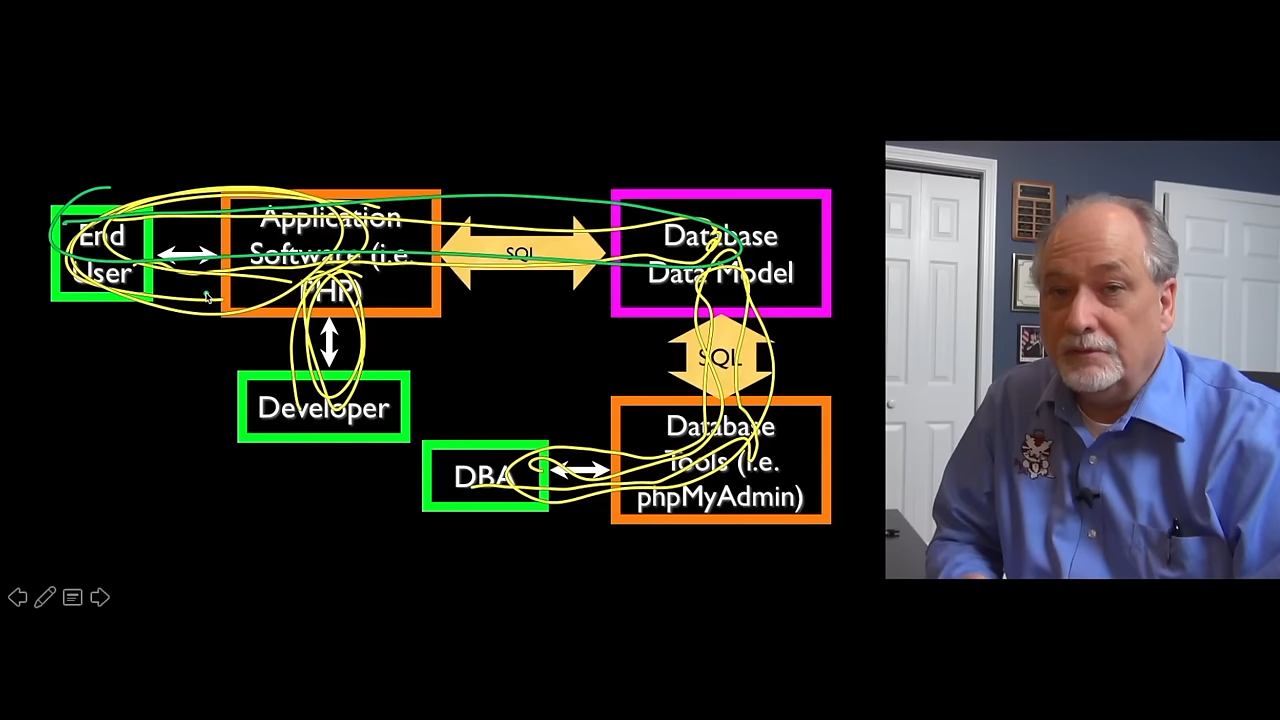 End
User
Application
Software (i.e.
PHP)
SQL
Database
Data Model
SQL
Developer
DBA
Database
Tools (i.e.
phpMyAdmin)